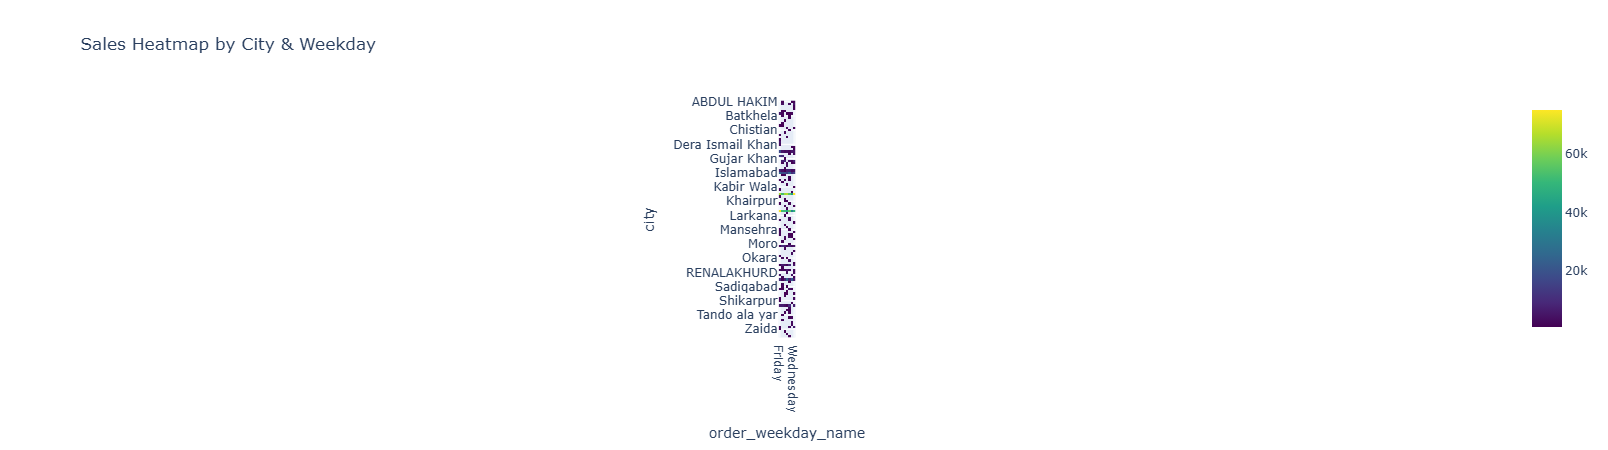 Sales Heatmap by City & Weekday
ABDUL HAKIM
Batkhela
Chistian
Dera Ismail Khan
Gujar Khan
Islamabad
Kabir Wala
Khairpur
Larkana
Mansehra
Moro
Okara
RENALAKHURD
Sadiqabad
Shikarpur
Tando ala yar
Zaida
city
Friday
Wednesday
order_weekday_name
60k
40k
20k